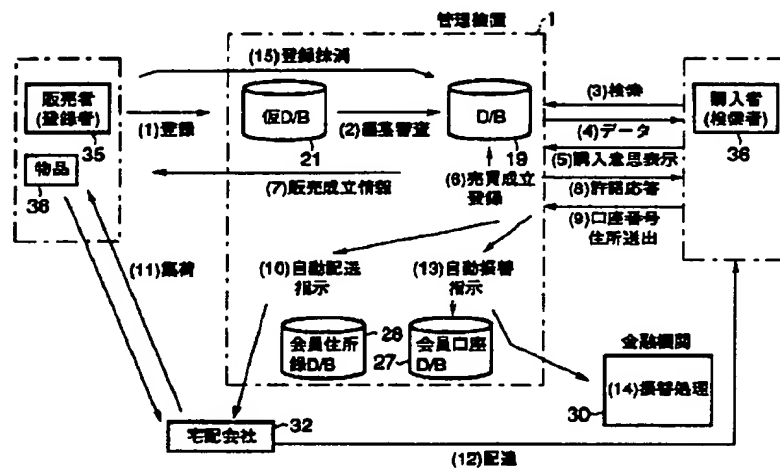 管理装置
1
(15)登録抹消
販売者
(登録者)
35
(1)登録
仮D/B
21
(2)編集審査
D/B
19
(3)検索
(4)データ
(5)購入意思表示
購入者
(検索者)
36
物品
38
(7)販売成立情報
(6)売買成立
登録
(8)許諾応答
(9)口座番号
住所送出
(11)集荷
(10)自動配送
指示
(13)自動振替
指示
会員住所
録D/B
28
27
会員口座
D/B
金融機関
(14)振替処理
30
宅配会社
32
(12)配達